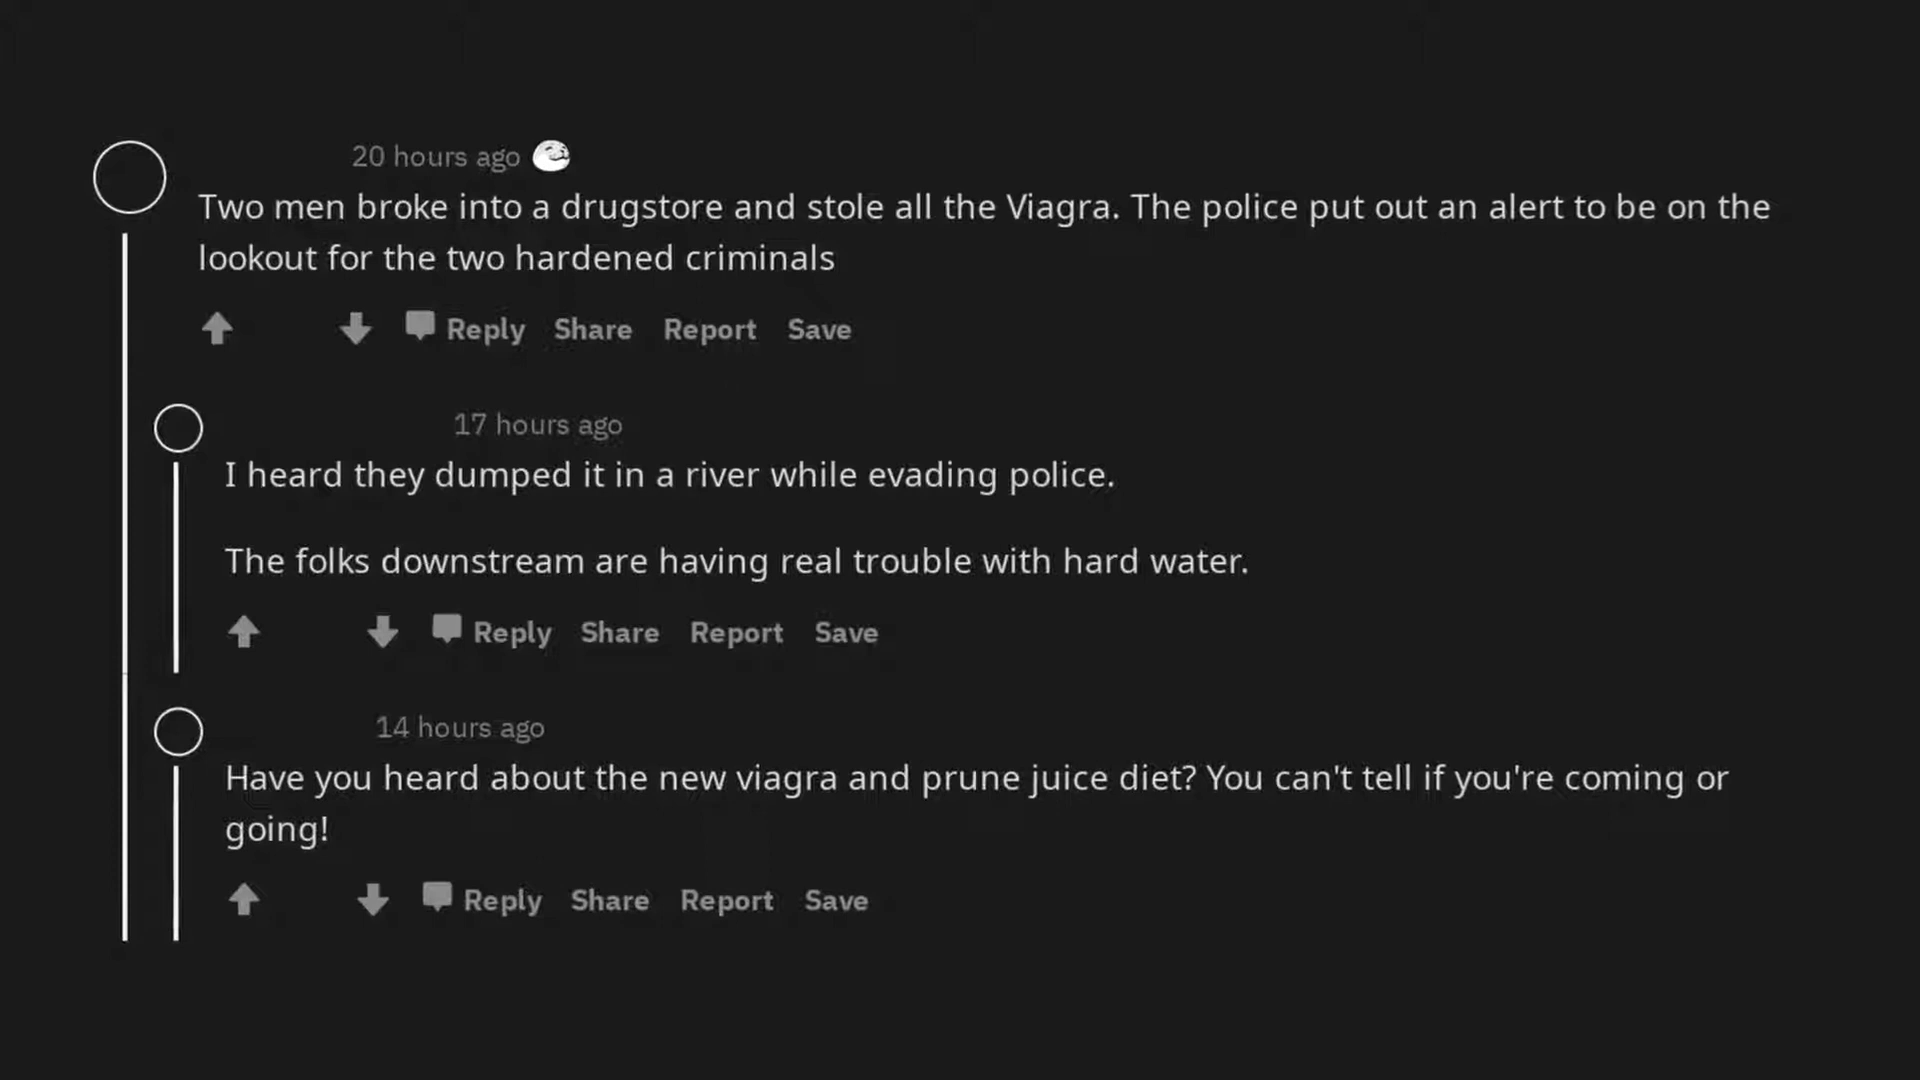 20 hours ago
Two men broke into a drugstore and stole all the Viagra. The police put out an alert to be on the
lookout for the two hardened criminals
Reply Share Report Save
17 hours ago
I heard they dumped it in a river while evading police.
The folks downstream are having real trouble with hard water.
Reply Share Report Save
14 hours ago
Have you heard about the new viagra and prune juice diet? You can't tell if you're coming or
going!
Reply Share Report Save